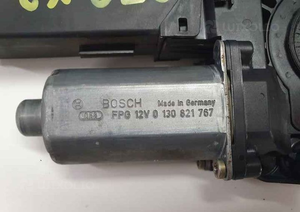 BOSCH Made in Germany
FPG 12V 0 130 821 767